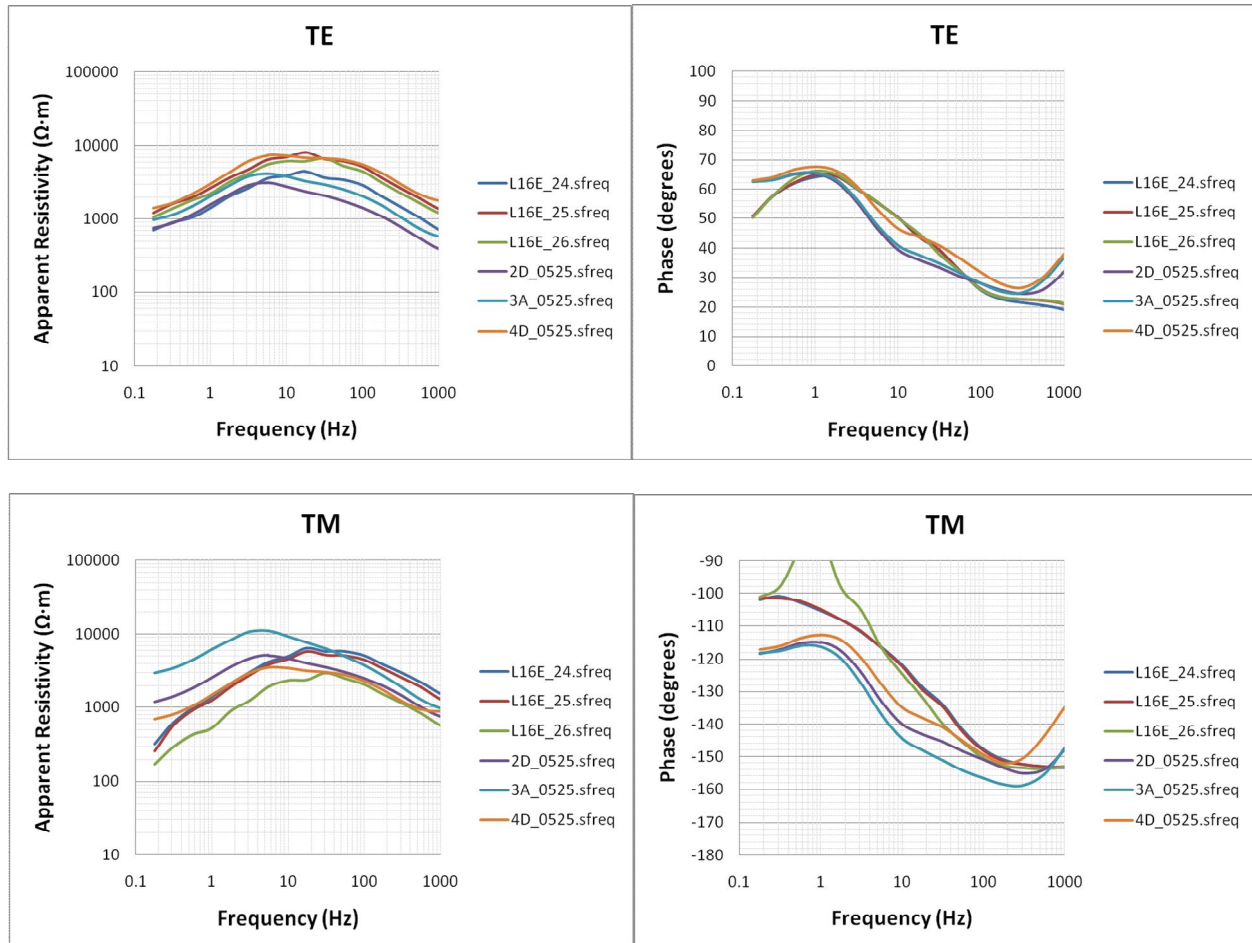 TE
Apparent Resistivity (Ω·m)
100000
10000
1000
100
10
0.1 1 10 100 1000
Frequency (Hz)
L16E_24.sfreq
L16E_25.sfreq
L16E_26.sfreq
2D_0525.sfreq
3A_0525.sfreq
4D_0525.sfreq
TE
Phase (degrees)
100
90
80
70
60
50
40
30
20
10
0
0.1 1 10 100 1000
Frequency (Hz)
L16E_24.sfreq
L16E_25.sfreq
L16E_26.sfreq
2D_0525.sfreq
3A_0525.sfreq
4D_0525.sfreq
TM
Apparent Resistivity (Ω·m)
100000
10000
1000
100
10
0.1 1 10 100 1000
Frequency (Hz)
L16E_24.sfreq
L16E_25.sfreq
L16E_26.sfreq
2D_0525.sfreq
3A_0525.sfreq
4D_0525.sfreq
TM
Phase (degrees)
-90
-100
-110
-120
-130
-140
-150
-160
-170
-180
0.1 1 10 100 1000
Frequency (Hz)
L16E_24.sfreq
L16E_25.sfreq
L16E_26.sfreq
2D_0525.sfreq
3A_0525.sfreq
4D_0525.sfreq